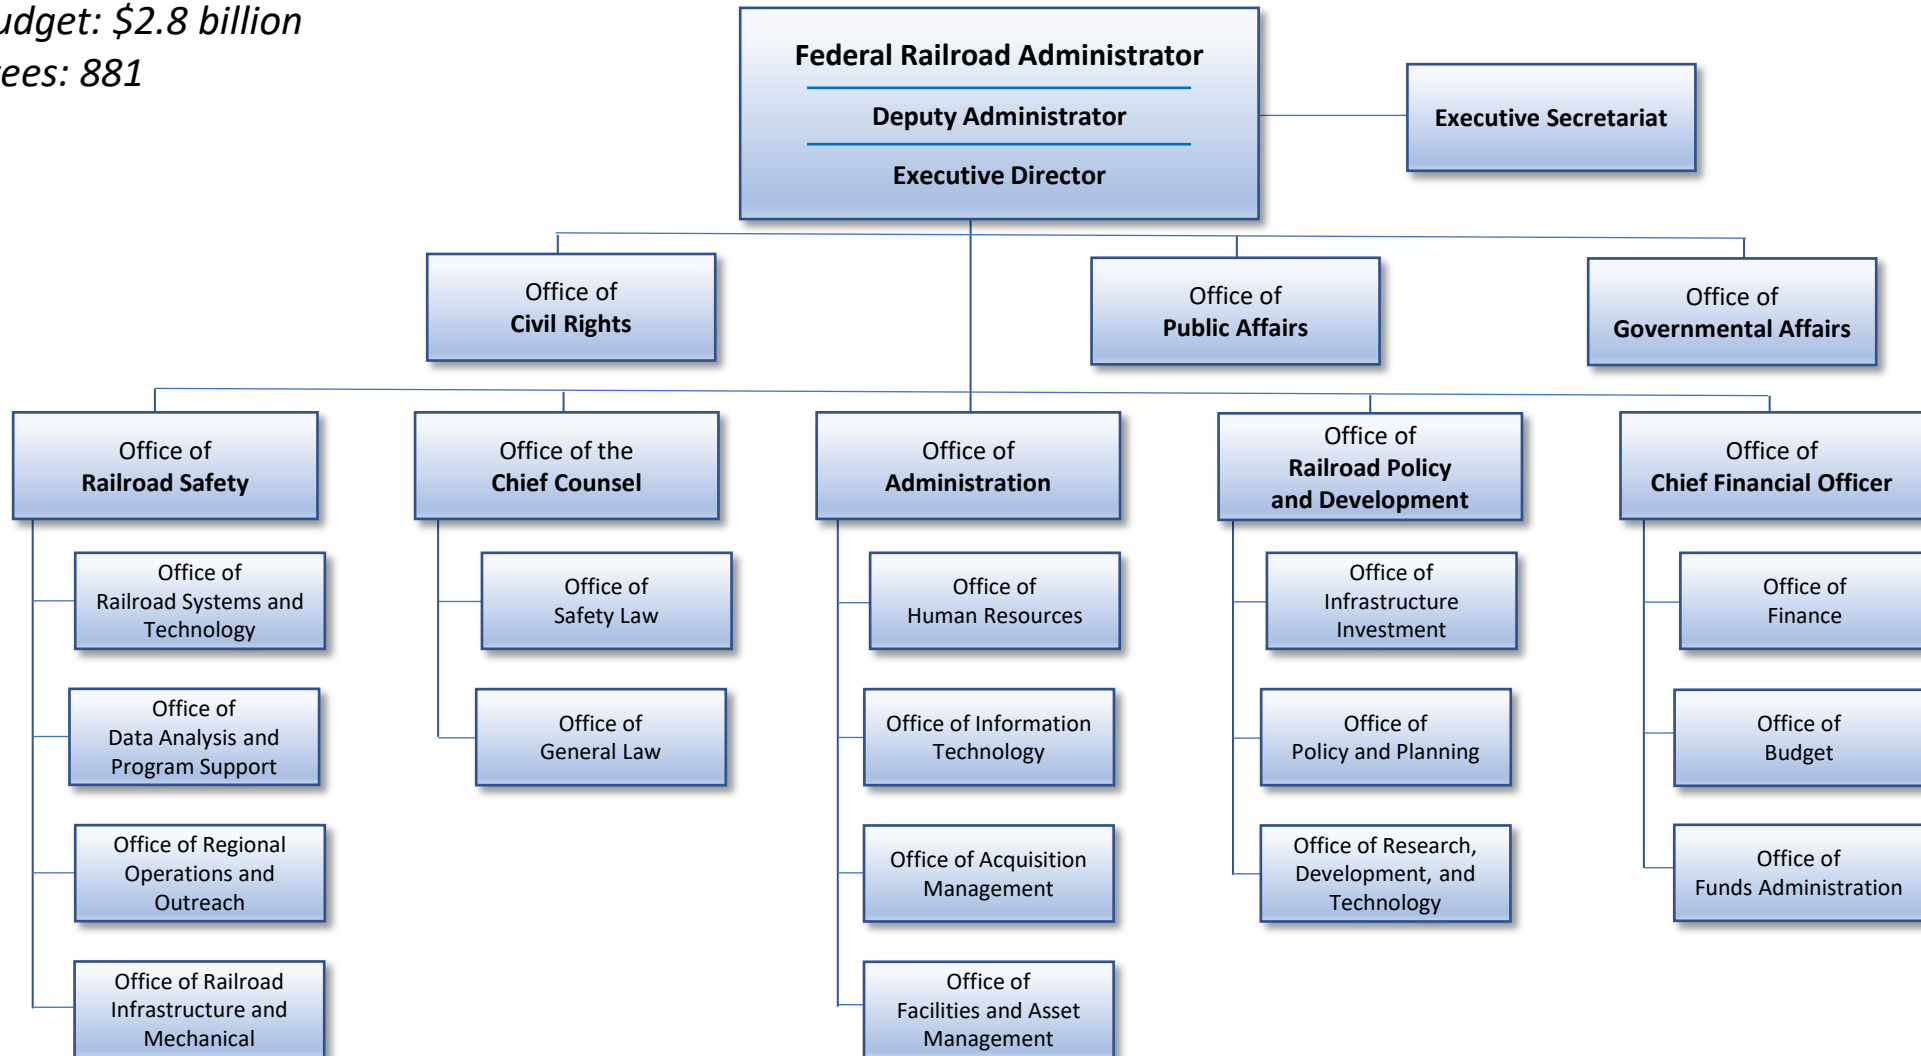 udget: $2.8 billion
ees: 881
Federal Railroad Administrator
Deputy Administrator
Executive Director
Executive Secretariat
Office of
Civil Rights
Office of
Public Affairs
Office of
Governmental Affairs
Office of
Railroad Safety
Office of the
Chief Counsel
Office of
Administration
Office of
Railroad Policy
and Development
Office of
Chief Financial Officer
Office of
Railroad Systems and
Technology
Office of
Data Analysis and
Program Support
Office of Regional
Operations and
Outreach
Office of Railroad
Infrastructure and
Mechanical
Office of
Safety Law
Office of
General Law
Office of
Human Resources
Office of Information
Technology
Office of Acquisition
Management
Office of
Facilities and Asset
Management
Office of
Infrastructure
Investment
Office of
Policy and Planning
Office of Research,
Development, and
Technology
Office of
Finance
Office of
Budget
Office of
Funds Administration